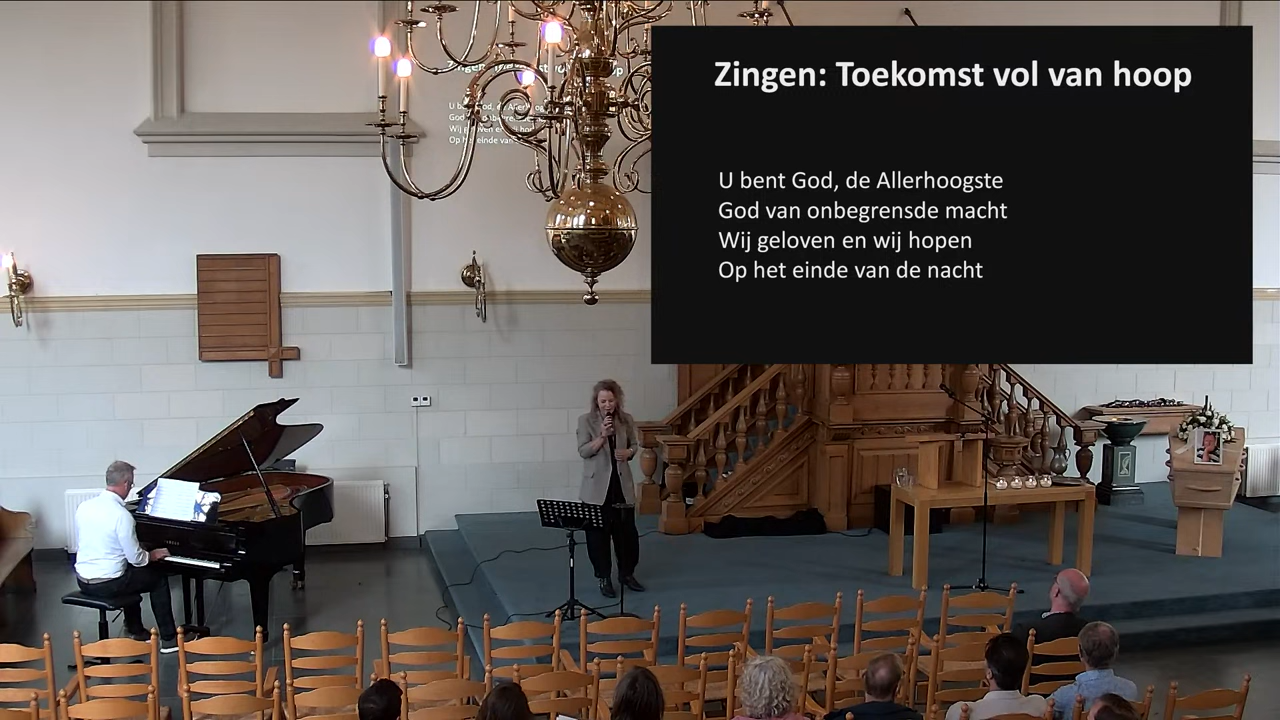 Zingen: Toekomst vol van hoop
U bent God, de Allerhoogste
God van onbegrensde macht
Wij geloven en wij hopen
Op het einde van de nacht